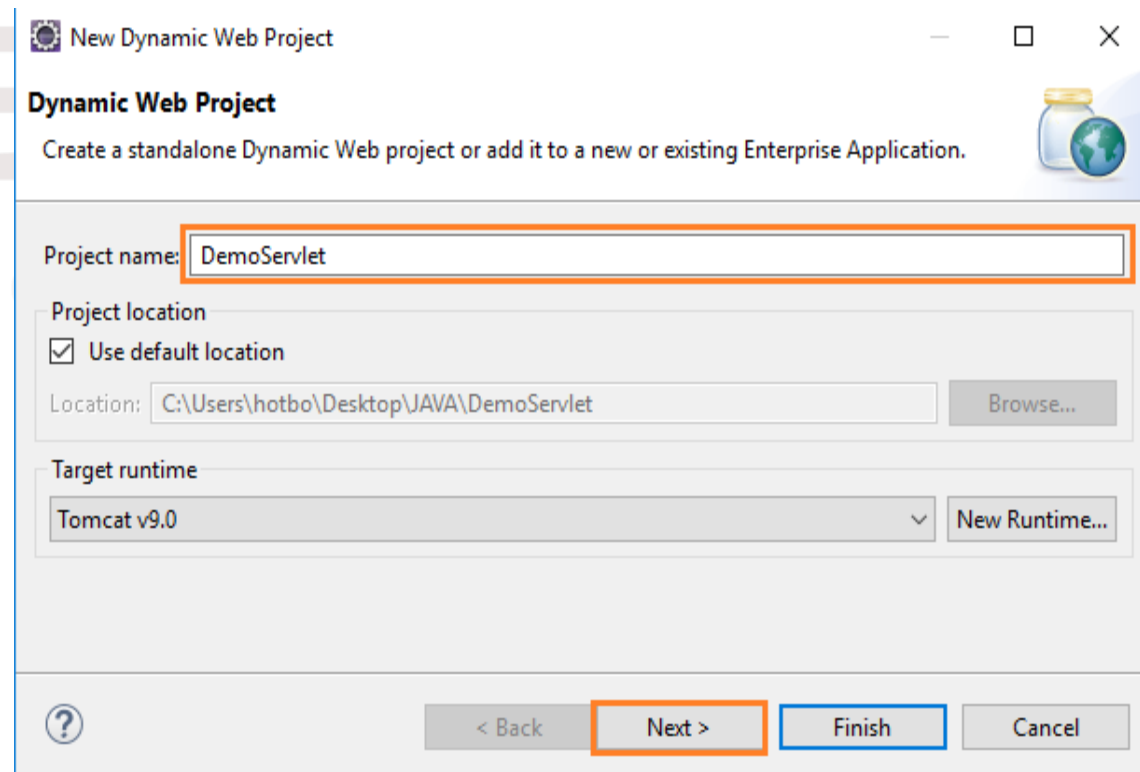 New Dynamic Web Project
Dynamic Web Project
Create a standalone Dynamic Web project or add it to a new or existing Enterprise Application.
Project name: DemoServlet
Project location
Use default location
Location: C:\Users\hotbo\Desktop\JAVA\DemoServlet Browse...
Target runtime
Tomcat v9.0 New Runtime...
? < Back Next > Finish Cancel